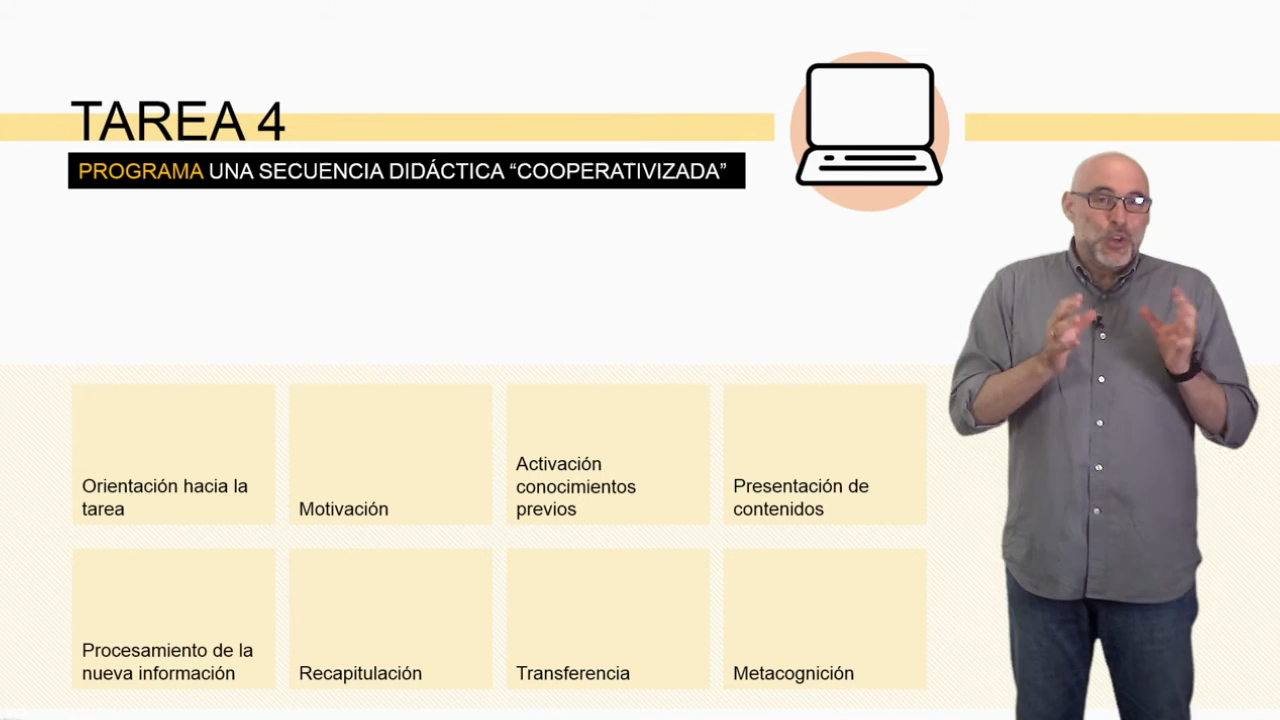 TAREA 4
PROGRAMA UNA SECUENCIA DIDÁCTICA “COOPERATIVIZADA”
Orientación hacia la
tarea
Motivación
Activación
conocimientos
previos
Presentación de
contenidos
Procesamiento de la
nueva información
Recapitulación
Transferencia
Metacognición